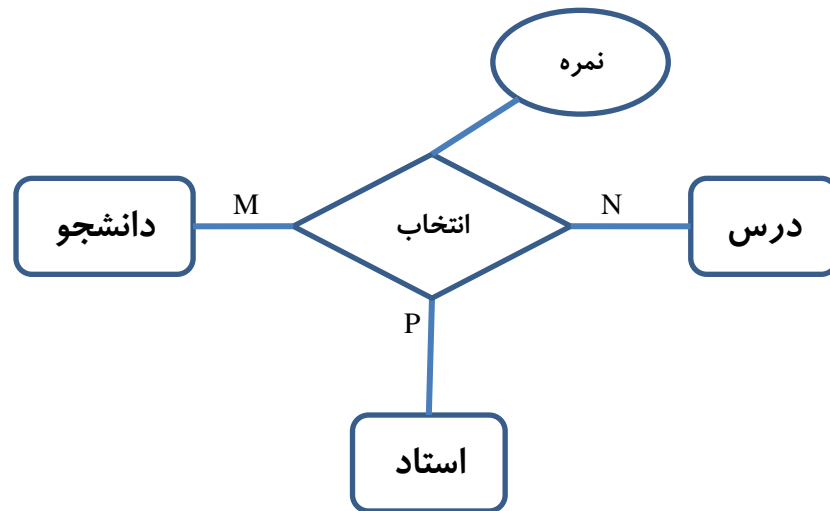 نمره
دانشجو
M
انتخاب
N
درس
P
استاد